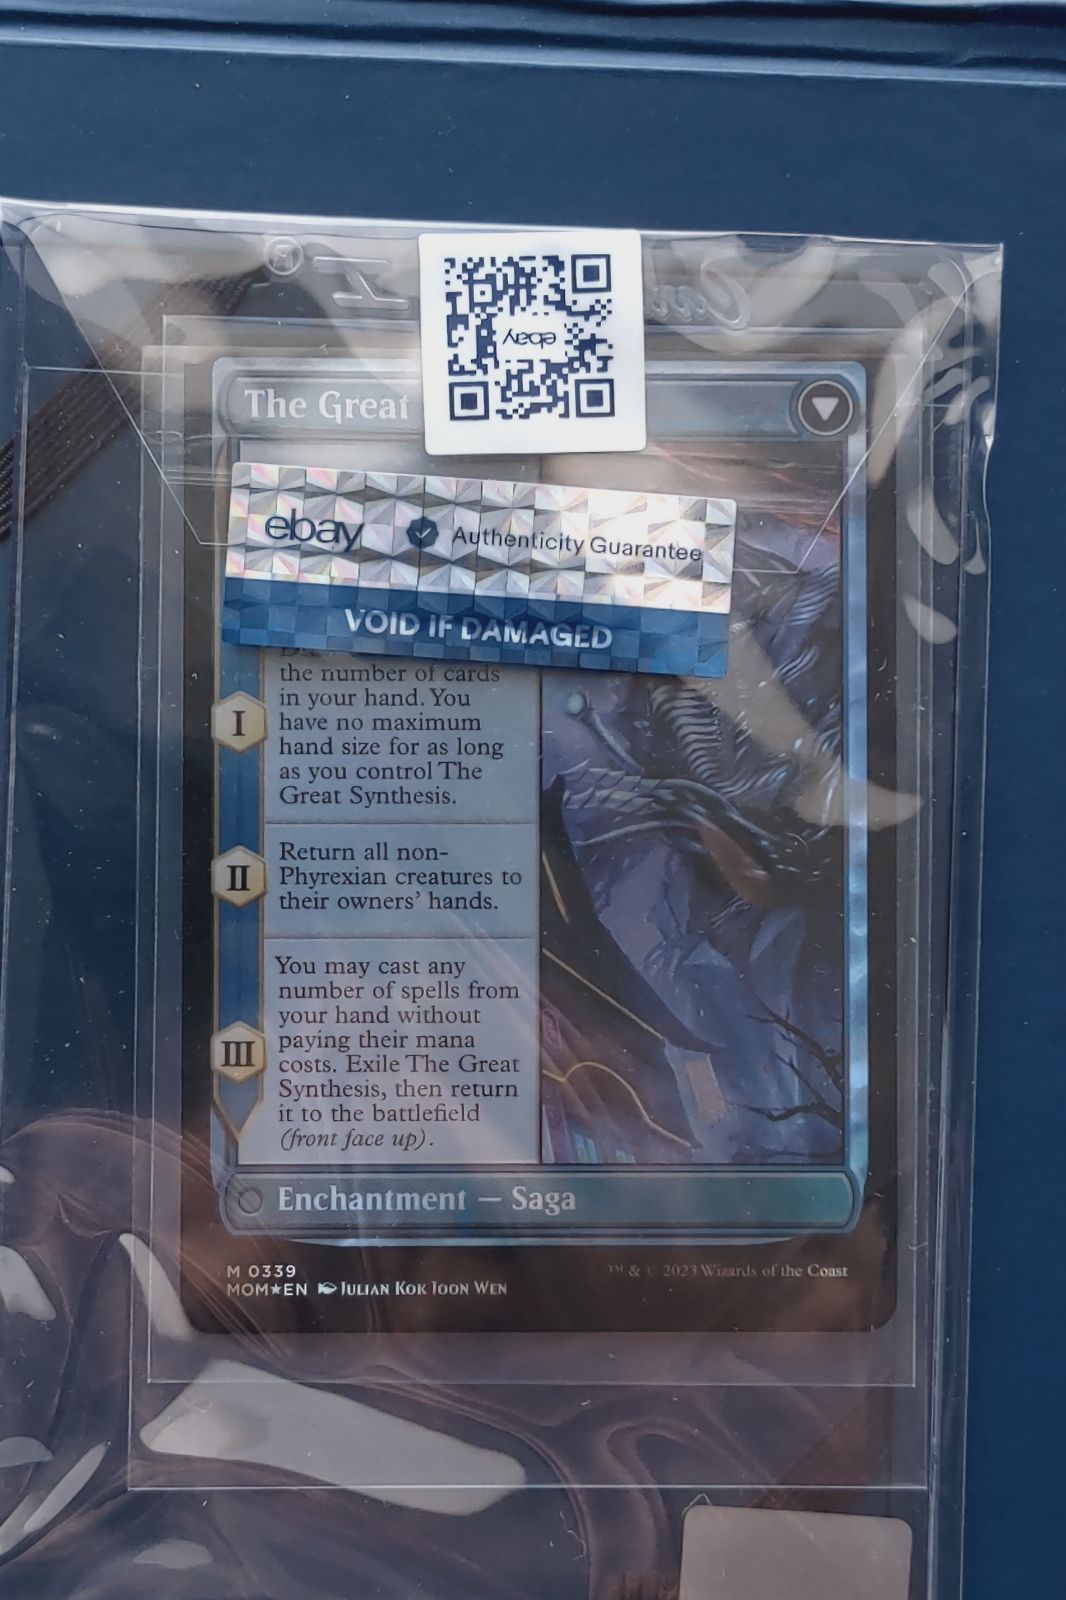 ebay
The Great
ebay Authenticity Guarantee
VOID IF DAMAGED
the number of cards
in your hand. You
have no maximum
hand size for as long
as you control The
Great Synthesis.
I
Return all non-
Phyrexian creatures to
their owners' hands.
II
You may cast any
number of spells from
your hand without
paying their mana
costs. Exile The Great
Synthesis, then return
it to the battlefield
(front face up).
III
Enchantment — Saga
M 0339
MOM★EN JULIAN KOK JOON WEN
™ & © 2023 Wizards of the Coast